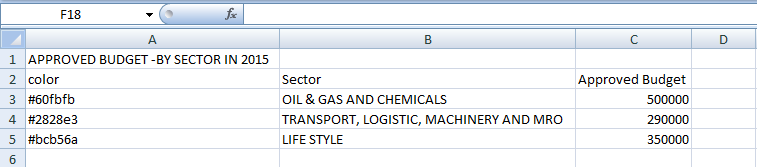 F18 fx
A B C D
1 APPROVED BUDGET -BY SECTOR IN 2015
2 color Sector Approved Budget
3 #60fbfb OIL & GAS AND CHEMICALS 500000
4 #2828e3 TRANSPORT, LOGISTIC, MACHINERY AND MRO 290000
5 #bcb56a LIFE STYLE 350000
6